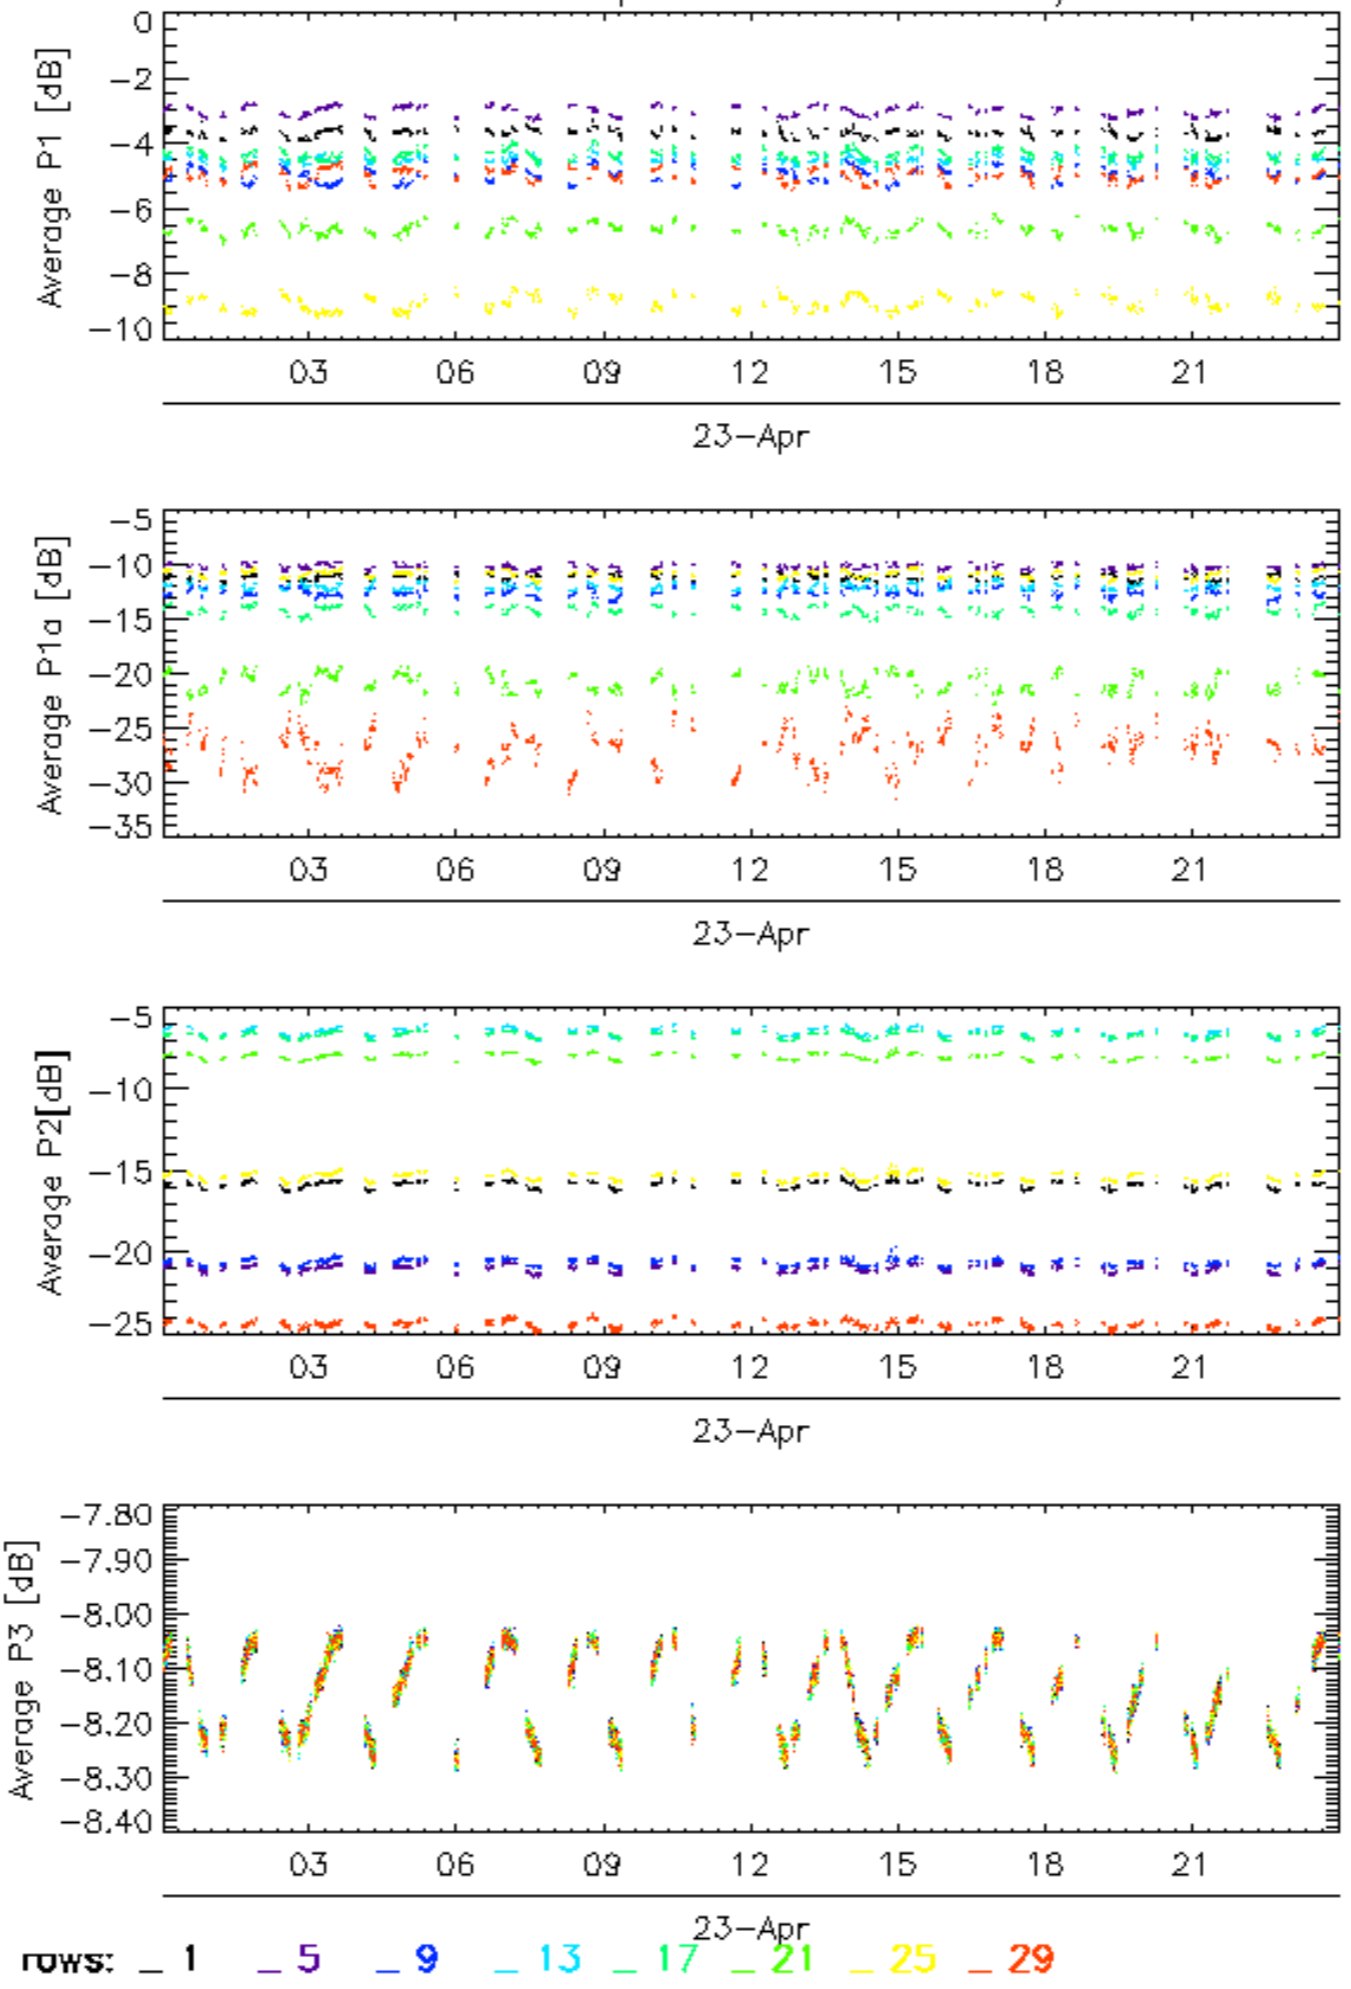 Average P1 [dB]
0
−2
−4
−6
−8
−10
03 06 09 12 15 18 21
23−Apr
Average P1a [dB]
−5
−10
−15
−20
−25
−30
−35
03 06 09 12 15 18 21
23−Apr
Average P2[dB]
−5
−10
−15
−20
−25
03 06 09 12 15 18 21
23−Apr
Average P3 [dB]
−7.80
−7.90
−8.00
−8.10
−8.20
−8.30
−8.40
03 06 09 12 15 18 21
23−Apr
rows: _ 1 _ 5 _ 9 _ 13 _ 17 _ 21 _ 25 _ 29